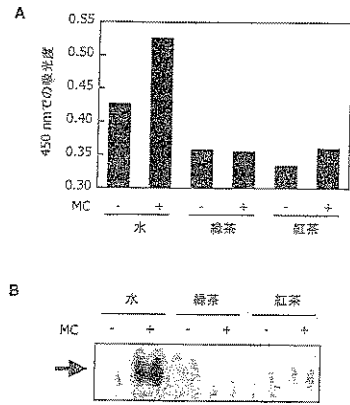 A
450 nmでの吸光度
0.55
0.50
0.45
0.40
0.35
0.30
MC - + - + - +
水 緑茶 紅茶
B
水 緑茶 紅茶
MC - + - + - +